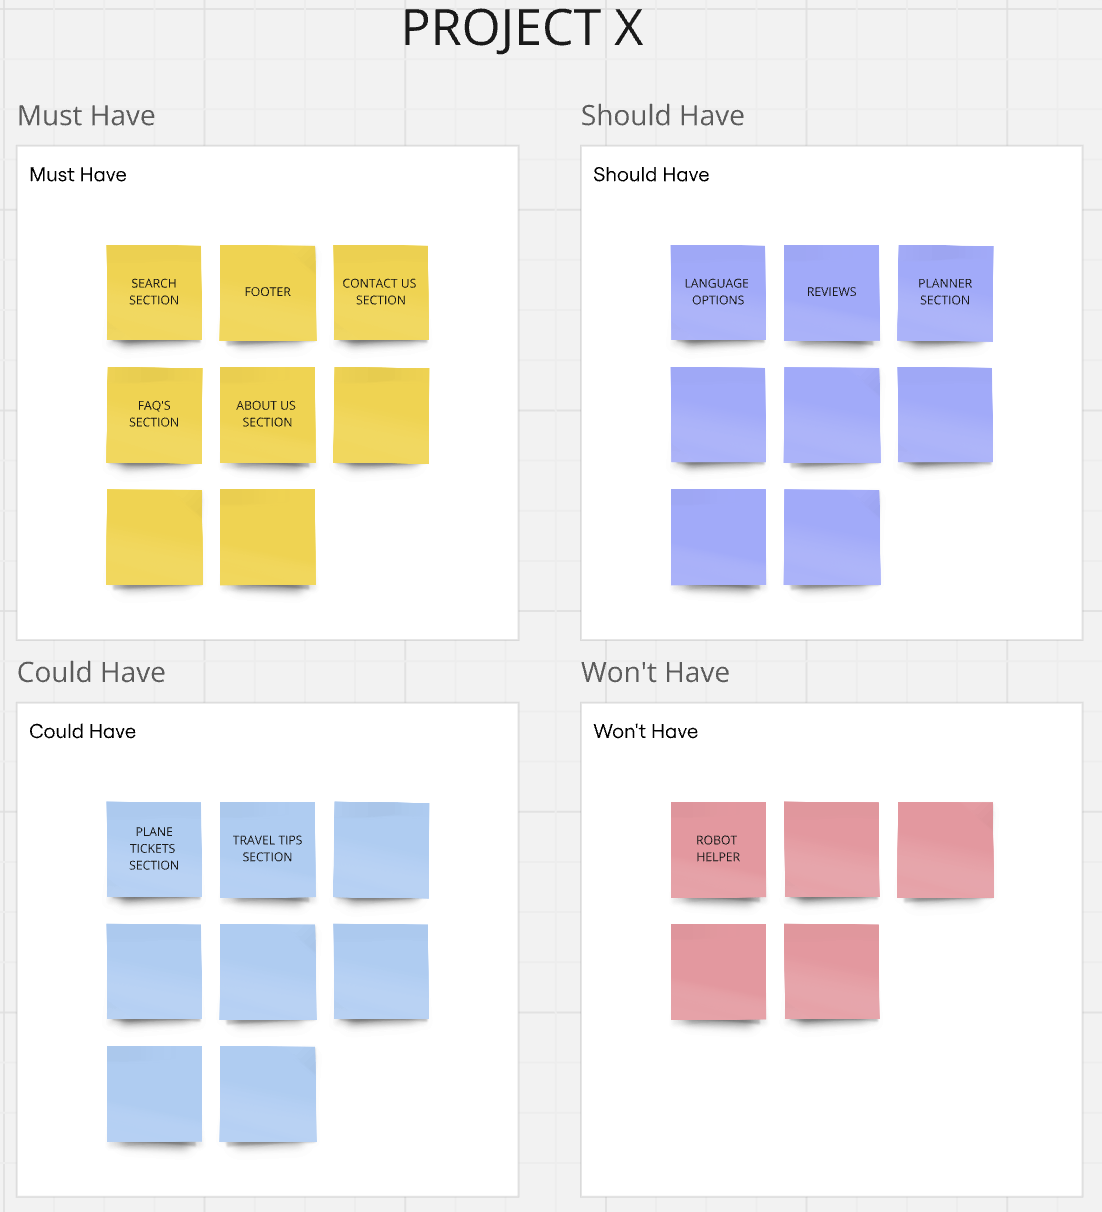 PROJECT X
Must Have
Must Have
SEARCH
SECTION
FOOTER
CONTACT US
SECTION
FAQ'S
SECTION
ABOUT US
SECTION
Should Have
Should Have
LANGUAGE
OPTIONS
REVIEWS
PLANNER
SECTION
Could Have
Could Have
PLANE
TICKETS
SECTION
TRAVEL TIPS
SECTION
Won't Have
Won't Have
ROBOT
HELPER